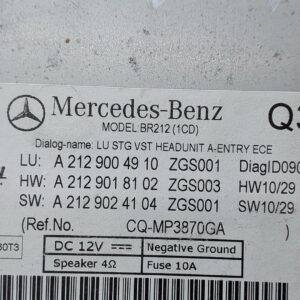 Mercedes-Benz
MODEL BR212 (1CD)
Dialog-name: LU STG VST HEADUNIT A-ENTRY ECE
LU: A 212 900 49 10 ZGS001 DiagID090
HW: A 212 901 81 02 ZGS003 HW10/29
SW: A 212 902 41 04 ZGS001 SW10/29
(Ref.No. CQ-MP3870GA )
DC 12V Negative Ground
Speaker 4Ω Fuse 10A